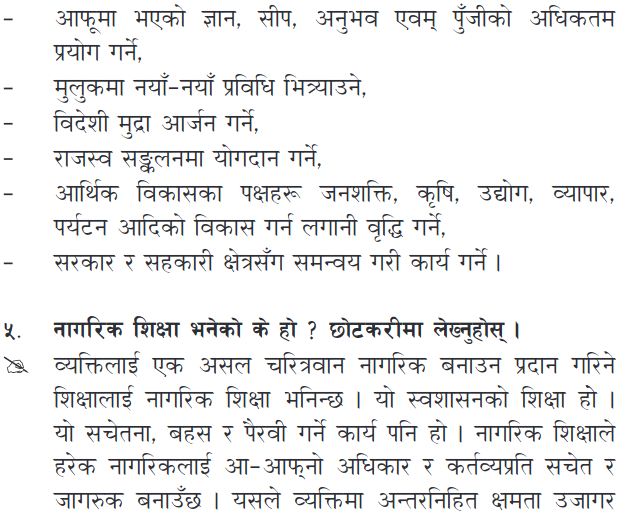 – आफूमा भएको ज्ञान, सीप, अनुभव एवम् पुँजीको अधिकतम
प्रयोग गर्ने,
– मुलुकमा नयाँ-नयाँ प्रविधि भित्र्याउने,
– विदेशी मुद्रा आर्जन गर्ने,
– राजस्व सङ्कलनमा योगदान गर्ने,
– आर्थिक विकासका पक्षहरू जनशक्ति, कृषि, उद्योग, व्यापार,
पर्यटन आदिको विकास गर्न लगानी वृद्धि गर्ने,
– सरकार र सहकारी क्षेत्रसँग समन्वय गरी कार्य गर्ने ।
५. नागरिक शिक्षा भनेको के हो ? छोटकरीमा लेख्नुहोस् ।
व्यक्तिलाई एक असल चरित्रवान नागरिक बनाउन प्रदान गरिने
शिक्षालाई नागरिक शिक्षा भनिन्छ । यो स्वशासनको शिक्षा हो ।
यो सचेतना, बहस र पैरवी गर्ने कार्य पनि हो । नागरिक शिक्षाले
हरेक नागरिकलाई आ-आफ्नो अधिकार र कर्तव्यप्रति सचेत र
जागरुक बनाउँछ । यसले व्यक्तिमा अन्तरनिहित क्षमता उजागर